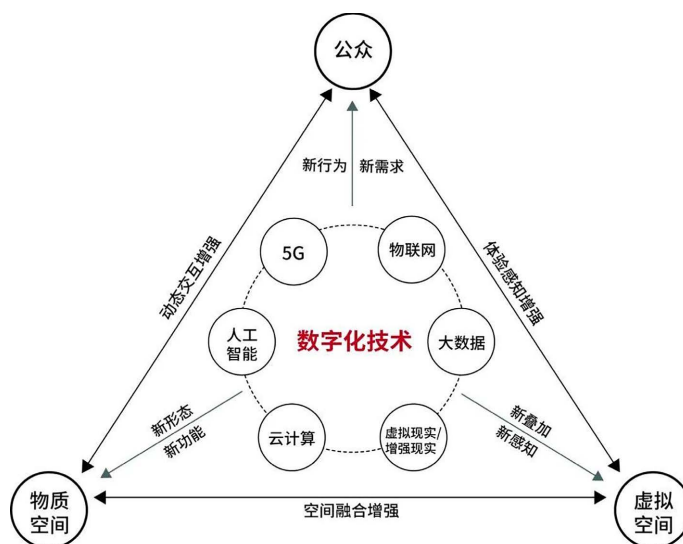 公众
新行为 新需求
5G
物联网
动态交互增强
体验感知增强
人工
智能
数字化技术
大数据
新形态
新功能
云计算
虚拟现实/
增强现实
新叠加
新感知
物质
空间
空间融合增强
虚拟
空间